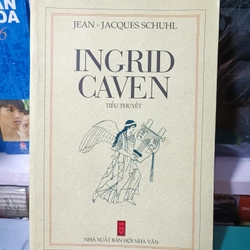 JEAN - JACQUES SCHUHL
INGRID
CAVEN
TIỂU THUYẾT
NHÀ XUẤT BẢN HỘI NHÀ VĂN